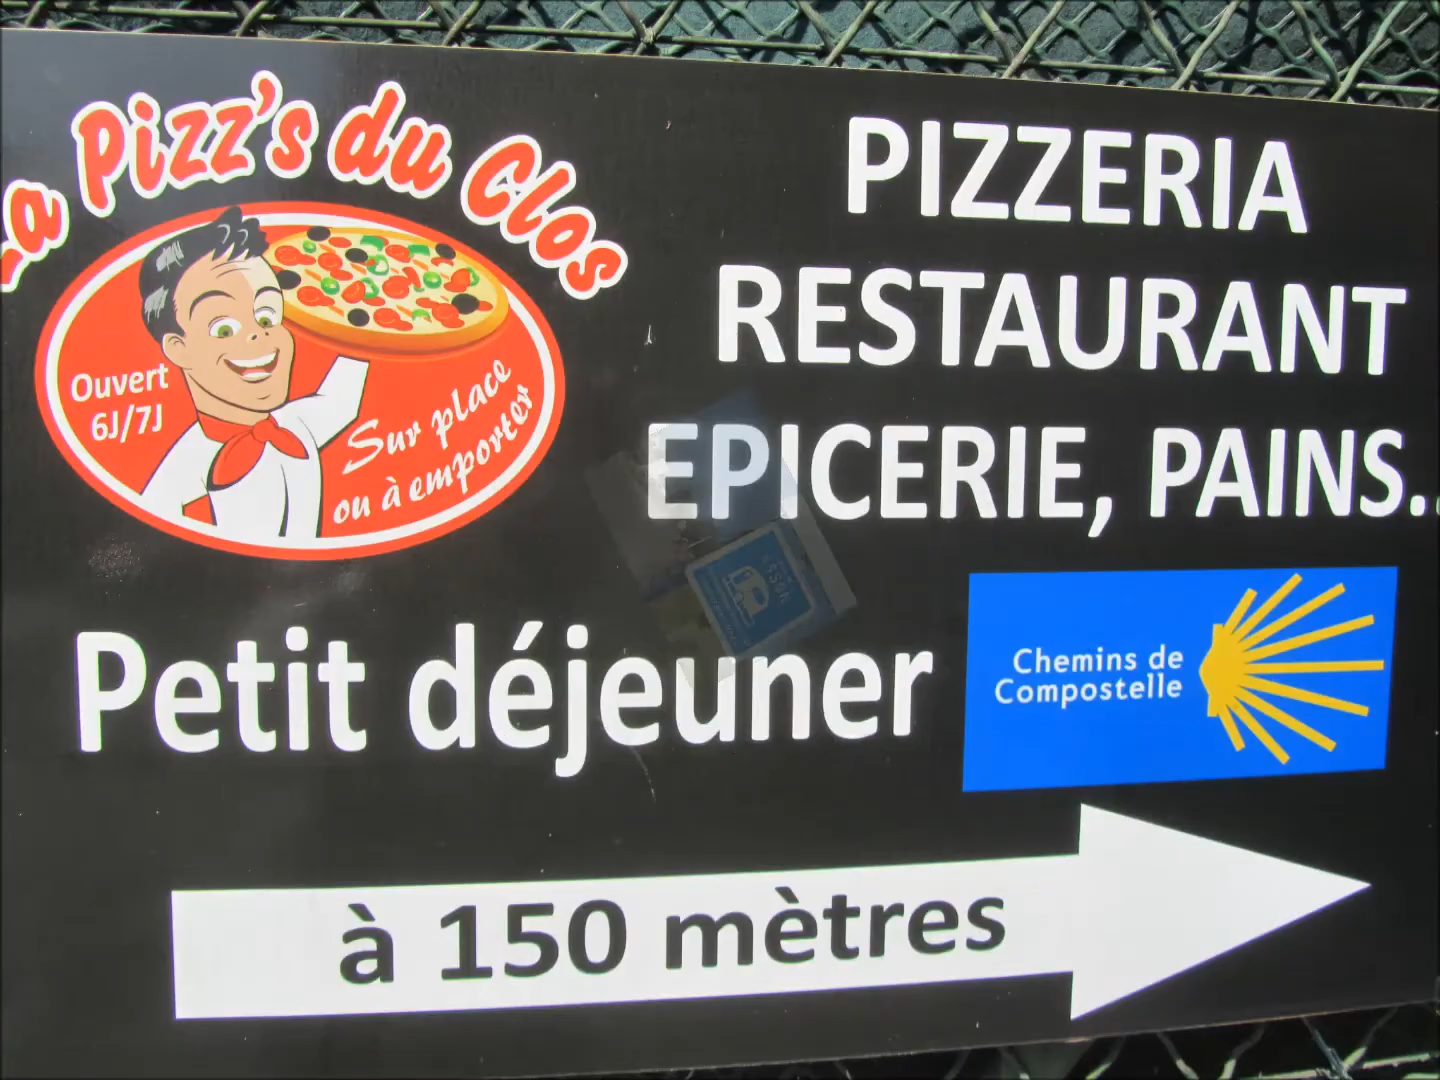 La Pizz's du Clos
Ouvert
6J/7J
Sur place
ou à emporter
PIZZERIA
RESTAURANT
EPICERIE, PAINS..
Petit déjeuner
Chemins de
Compostelle
à 150 mètres